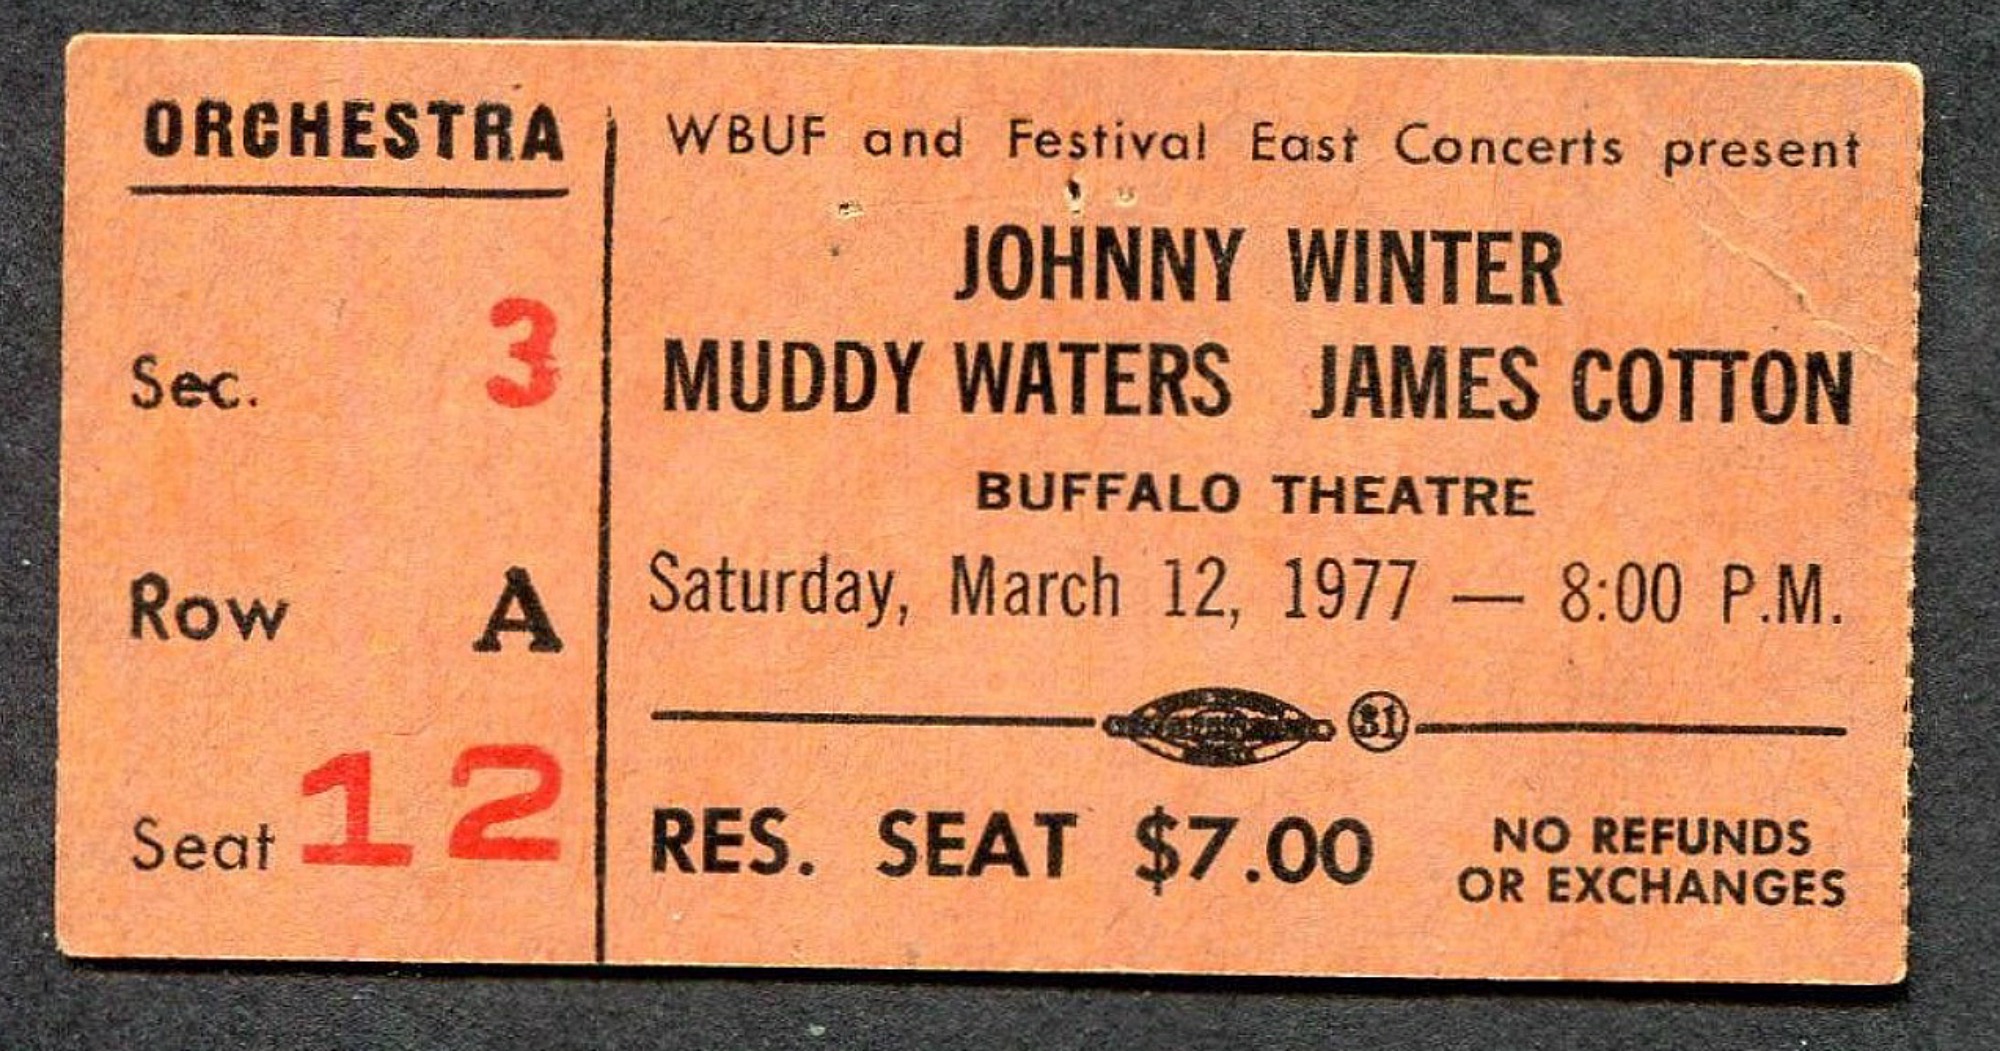 ORCHESTRA
Sec. 3
Row A
Seat 12
WBUF and Festival East Concerts present
JOHNNY WINTER
MUDDY WATERS JAMES COTTON
BUFFALO THEATRE
Saturday, March 12, 1977 — 8:00 P.M.
31
RES. SEAT $7.00
NO REFUNDS
OR EXCHANGES